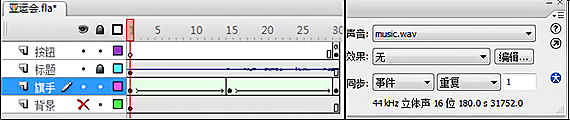 亚运会.fla*
1 5 10 15 20 25 30
按钮
标题
旗手
背景
声音: music.wav
效果: 无 编辑...
同步: 事件 重复 1
44 kHz 立体声 16 位 180.0 s 31752.0